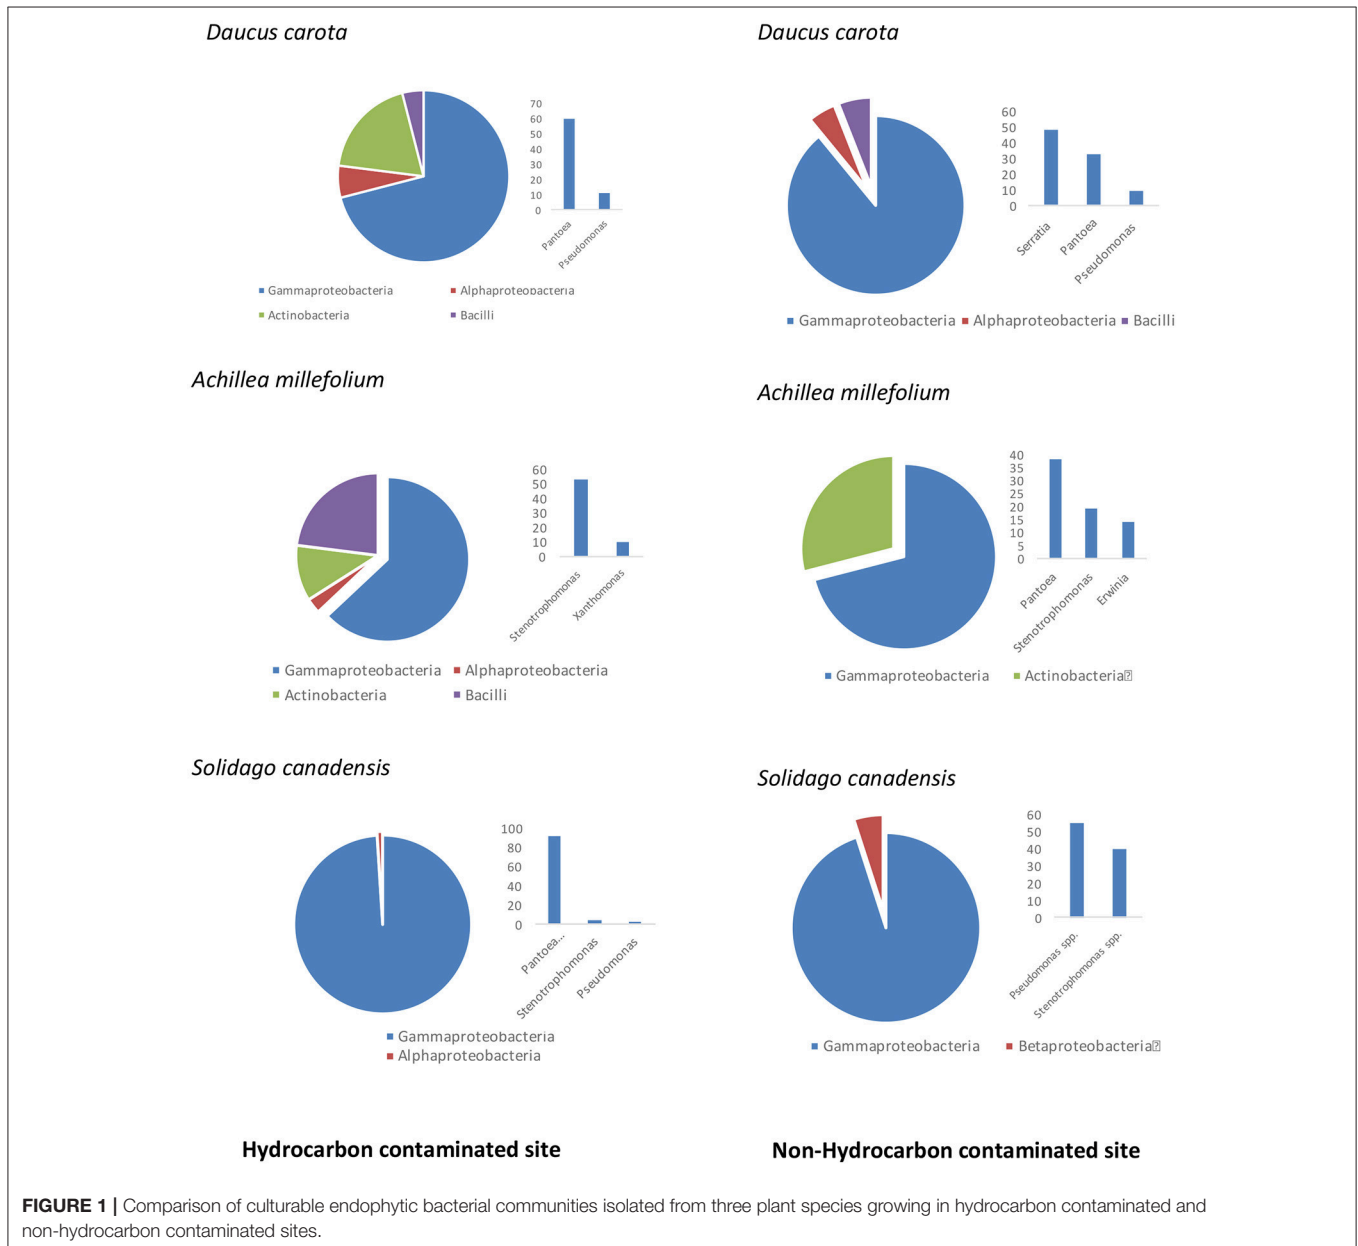 Daucus carota
70
60
50
40
30
20
10
0
Pantoea
Pseudomonas
Gammaproteobacteria
Alphaproteobacteria
Actinobacteria
Bacilli
Daucus carota
60
50
40
30
20
10
0
Serratia
Pantoea
Pseudomonas
Gammaproteobacteria Alphaproteobacteria Bacilli
Achillea millefolium
60
50
40
30
20
10
0
Stenotrophomonas
Xanthomonas
Gammaproteobacteria
Alphaproteobacteria
Actinobacteria
Bacilli
Achillea millefolium
40
35
30
25
20
15
10
5
0
Pantoea
Stenotrophomonas
Erwinia
Gammaproteobacteria
Actinobacteria
Solidago canadensis
100
80
60
40
20
0
Pantoea...
Stenotrophomonas
Pseudomonas
Gammaproteobacteria
Alphaproteobacteria
Solidago canadensis
60
50
40
30
20
10
0
Pseudomonas spp.
Stenotrophomonas spp.
Gammaproteobacteria
Betaproteobacteria
Hydrocarbon contaminated site
Non-Hydrocarbon contaminated site
FIGURE 1 | Comparison of culturable endophytic bacterial communities isolated from three plant species growing in hydrocarbon contaminated and
non-hydrocarbon contaminated sites.